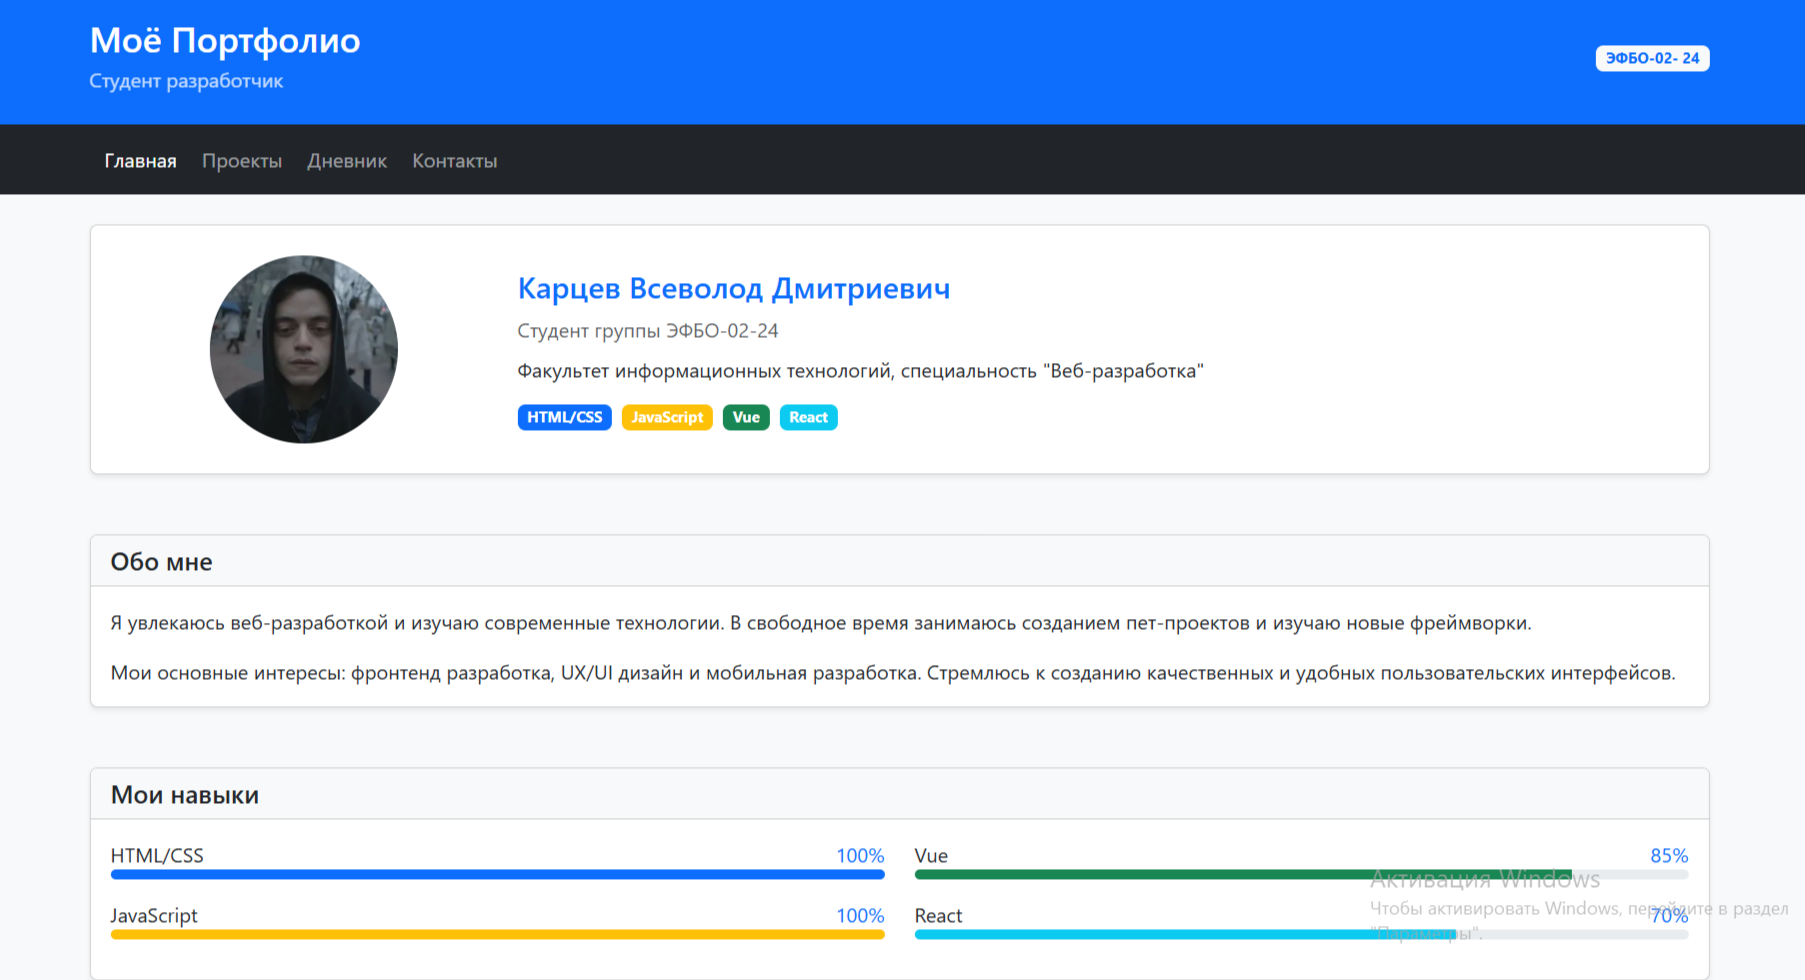 Моё Портфолио
Студент разработчик
ЭФБО-02- 24
Главная Проекты Дневник Контакты
Карцев Всеволод Дмитриевич
Студент группы ЭФБО-02-24
Факультет информационных технологий, специальность "Веб-разработка"
HTML/CSS JavaScript Vue React
Обо мне
Я увлекаюсь веб-разработкой и изучаю современные технологии. В свободное время занимаюсь созданием пет-проектов и изучаю новые фреймворки.
Мои основные интересы: фронтенд разработка, UX/UI дизайн и мобильная разработка. Стремлюсь к созданию качественных и удобных пользовательских интерфейсов.
Мои навыки
HTML/CSS 100%
Vue 85%
JavaScript 100%
React 70%
Активация Windows
Чтобы активировать Windows, перейдите в раздел
"Параметры".